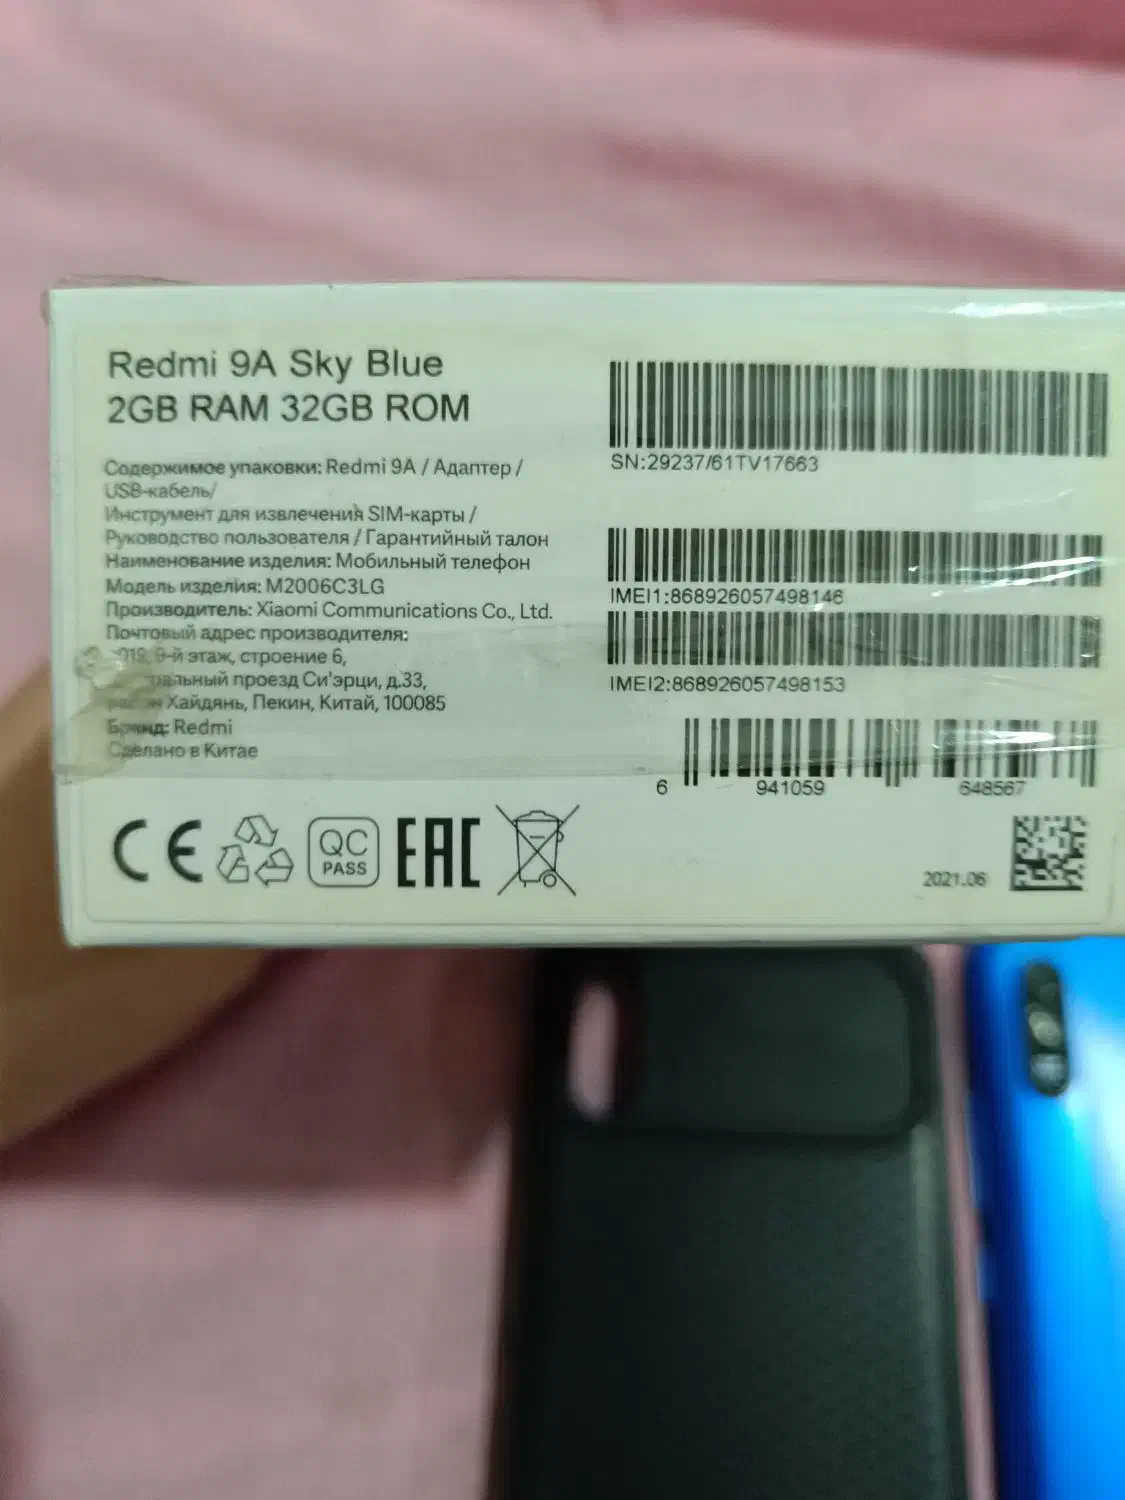 Redmi 9A Sky Blue
2GB RAM 32GB ROM
Содержимое упаковки: Redmi 9A / Адаптер /
USB-кабель/
Инструмент для извлечения SIM-карты /
Руководство пользователя / Гарантийный талон
Наименование изделия: Мобильный телефон
Модель изделия: M2006C3LG
Производитель: Xiaomi Communications Co., Ltd.
Почтовый адрес производителя:
9-й этаж, строение 6,
проезд Си'эрци, д.33,
Хайдянь, Пекин, Китай, 100085
Бренд: Redmi
Сделано в Китае
CE
QC
PASS
EAC
SN:29237/61TV17663
IMEI1:868926057498146
IMEI2:868926057498153
6 941059 648567
2021.06